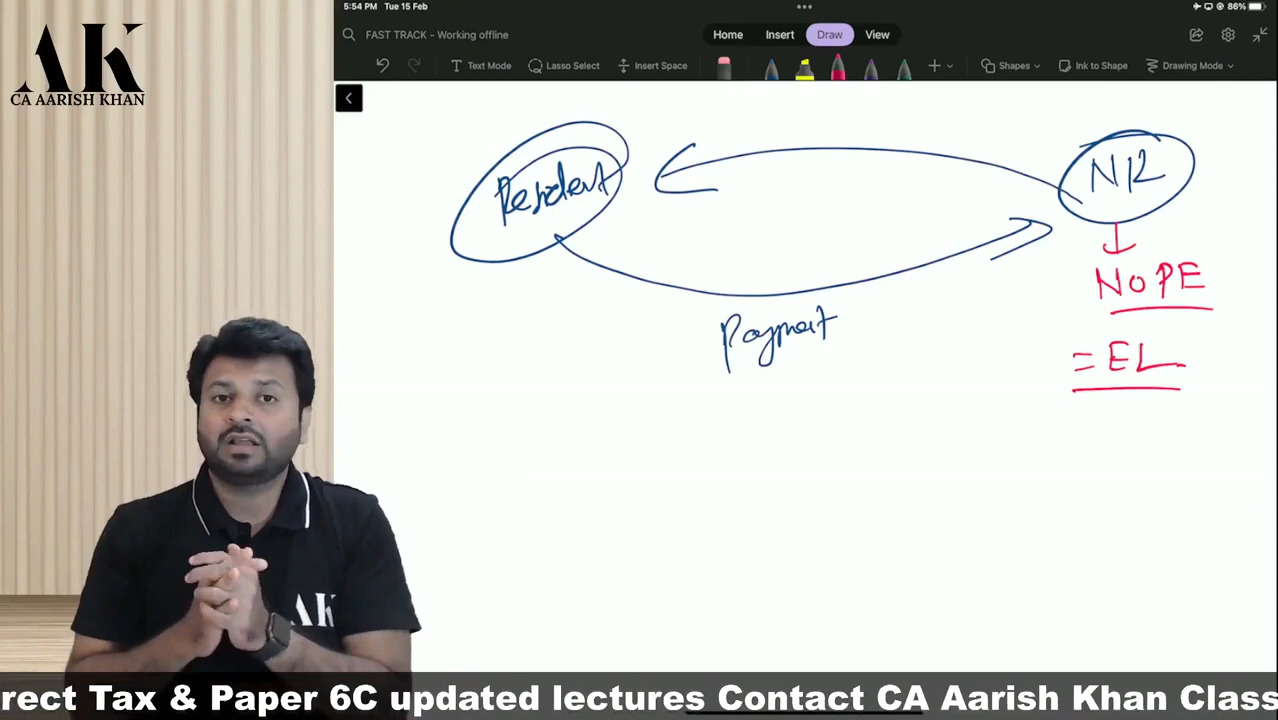 5:54 PM Tue 15 Feb
86%
FAST TRACK - Working offline
Home Insert Draw View
Text Mode Lasso Select Insert Space Shapes Ink to Shape Drawing Mode
AK
CA AARISH KHAN
Resident
NR
NOPE
Payment
= EL
AK
rect Tax & Paper 6C updated lectures Contact CA Aarish Khan Class